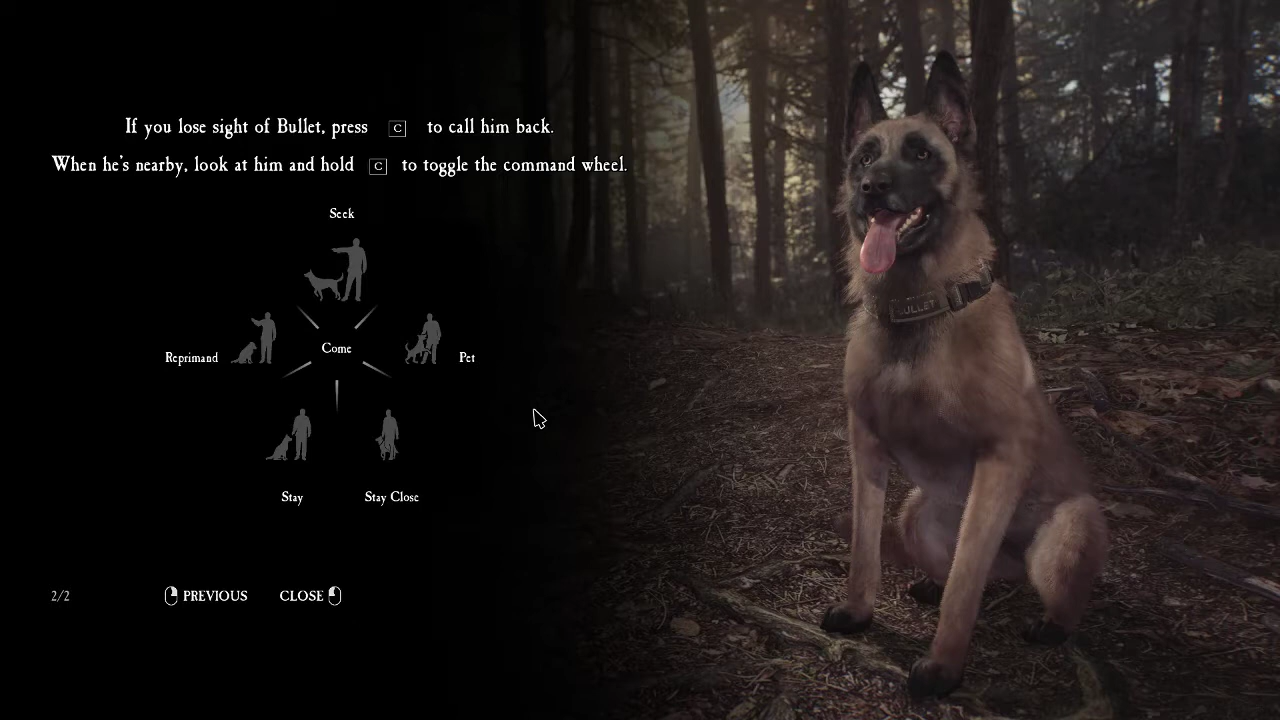 If you lose sight of Bullet, press C to call him back.
When he's nearby, look at him and hold C to toggle the command wheel.
Seek
Reprimand
Come
Pet
Stay
Stay Close
BULLET
2/2
PREVIOUS
CLOSE